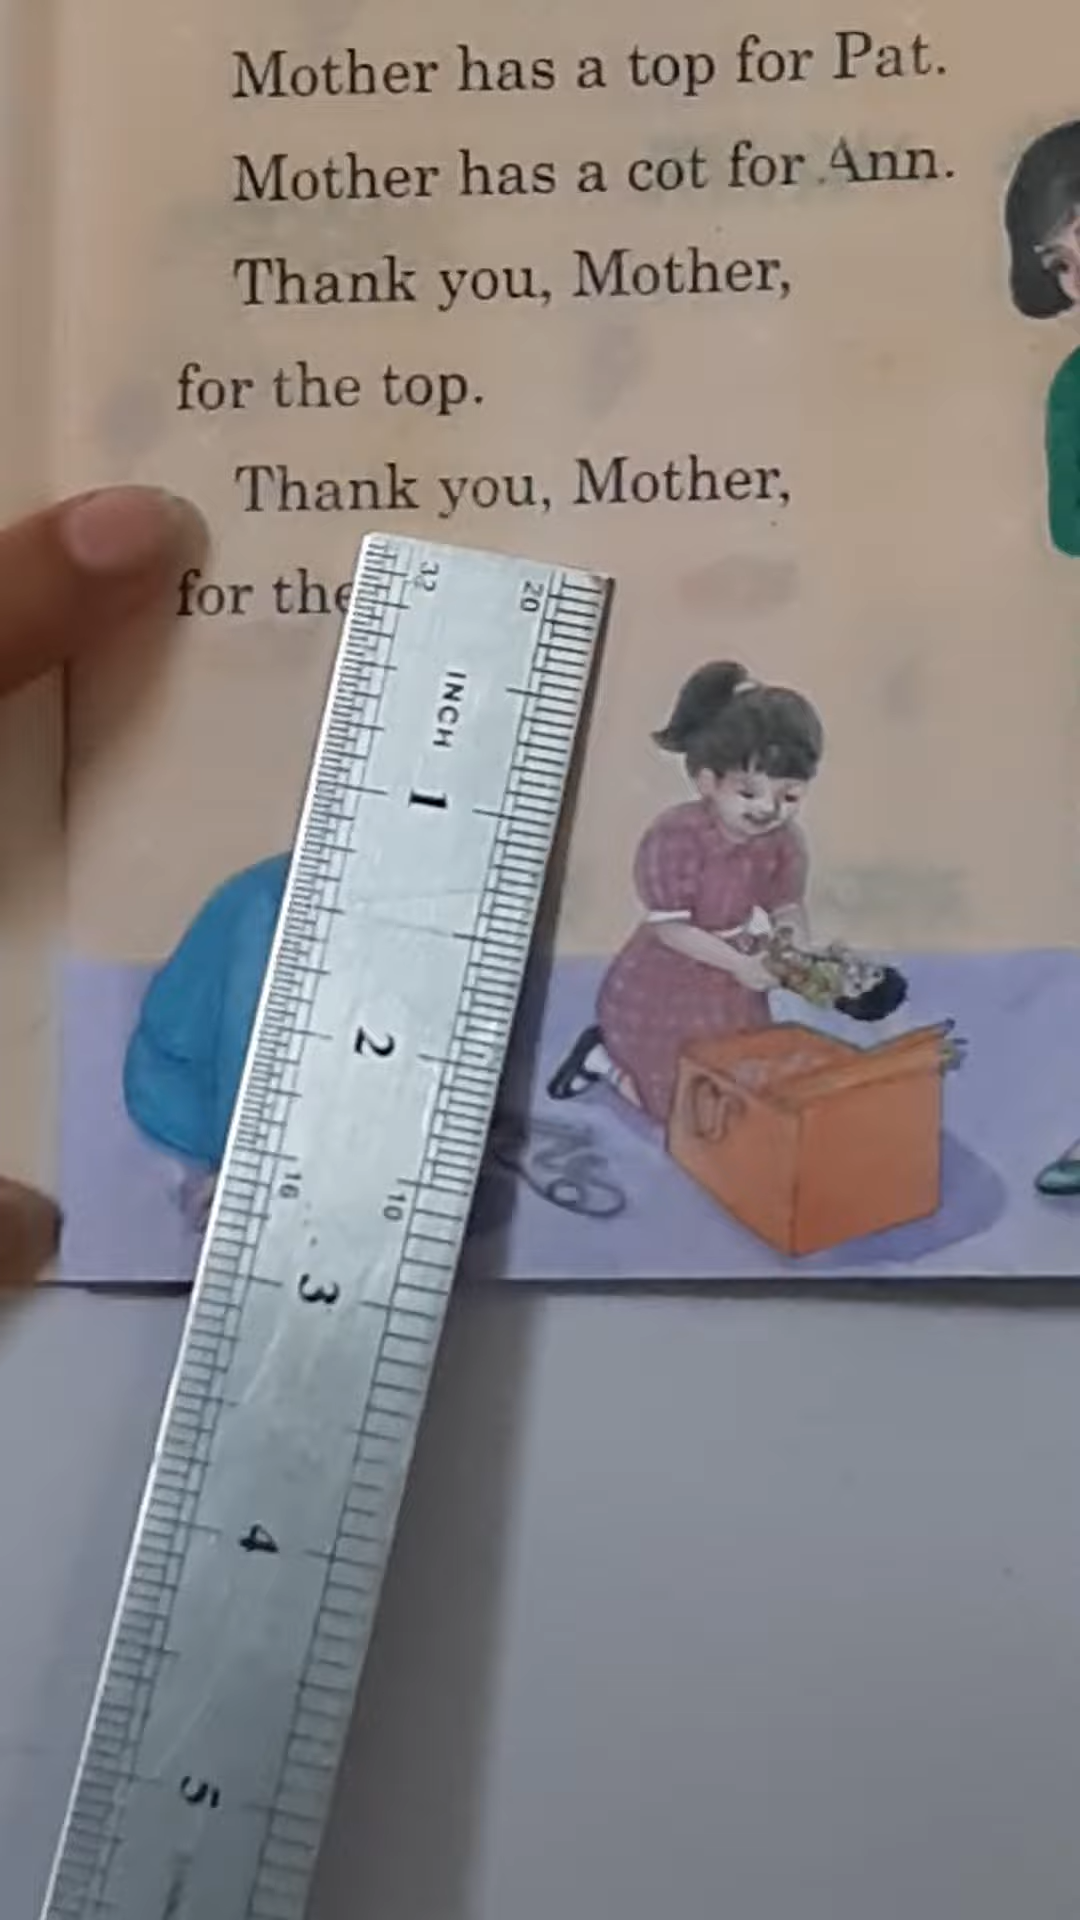 Mother has a top for Pat.
Mother has a cot for Ann.
Thank you, Mother,
for the top.
Thank you, Mother,
for the
32
20
INCH
1
2
16
10
3
4
5